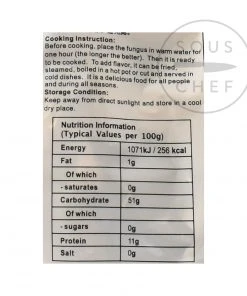 SOUS
CHEF
Cooking Instruction:
Before cooking, place the fungus in warm water for
one hour (the longer the better). Then it is ready
to be cooked. To add flavor, it can be fried,
steamed, boiled in a hot pot or cut and served in
cold dishes. It is a delicious food for all people
and during all seasons.
Storage Condition:
Keep away from direct sunlight and store in a cool
dry place.
Nutrition Information
(Typical Values per 100g)
Energy 1071kJ / 256 kcal
Fat 1g
Of which
- saturates 0g
Carbohydrate 51g
Of which
- sugars 0g
Protein 11g
Salt 0g